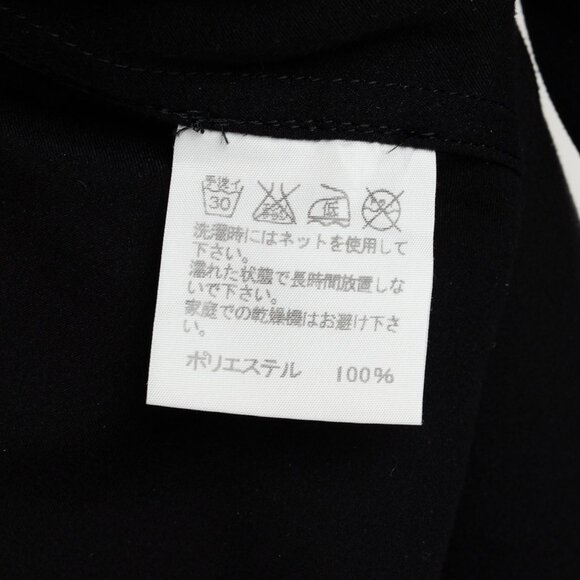 手洗イ
30
低
洗濯時にはネットを使用して
下さい。
濡れた状態で長時間放置しな
いで下さい。
家庭での乾燥機はお避け下さ
い。
ポリエステル 100%